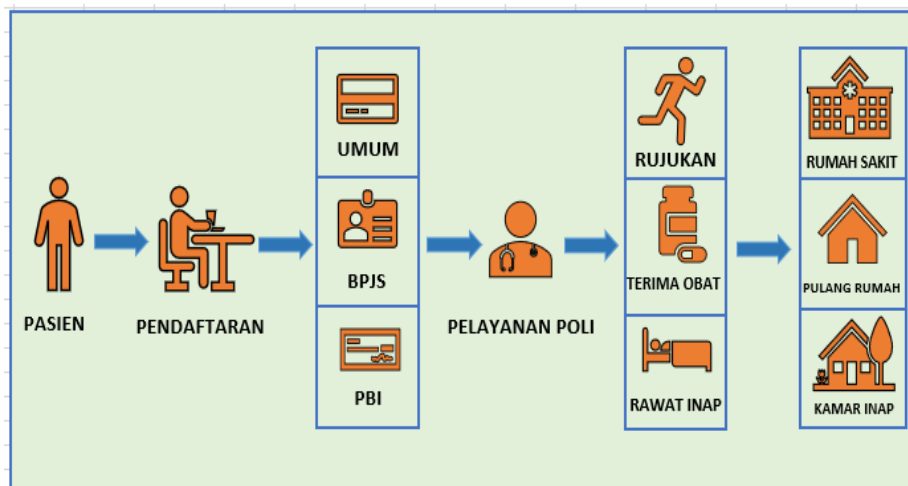 PASIEN
PENDAFTARAN
UMUM
BPJS
PBI
PELAYANAN POLI
RUJUKAN
TERIMA OBAT
RAWAT INAP
RUMAH SAKIT
PULANG RUMAH
KAMAR INAP